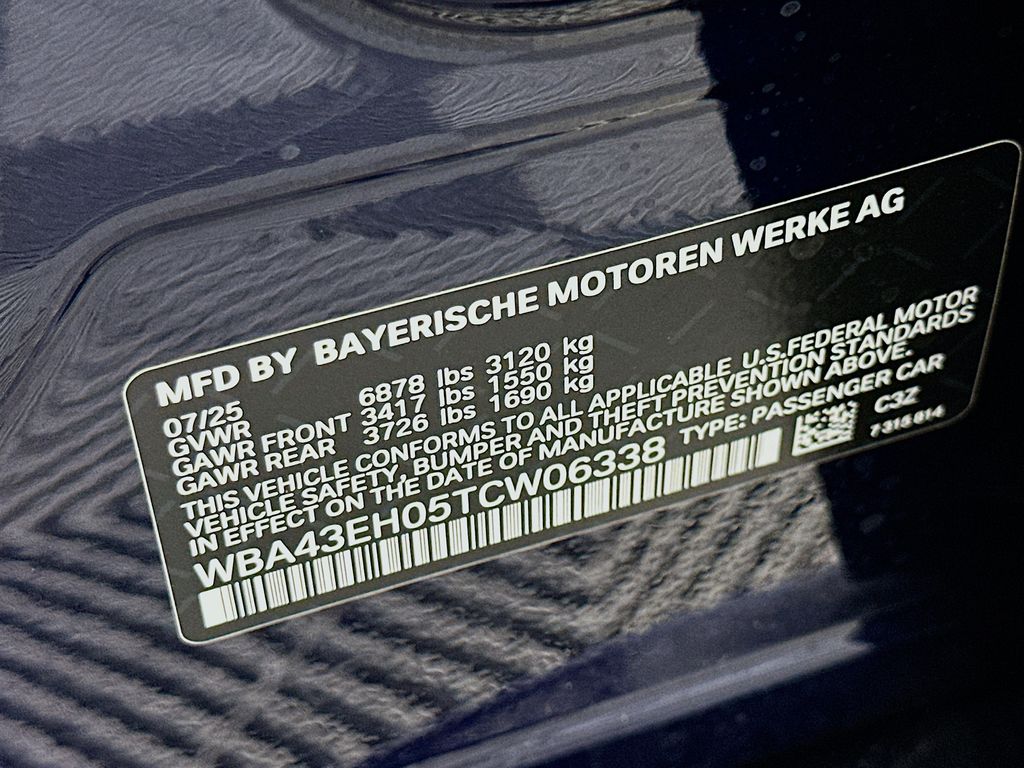 MFD BY BAYERISCHE MOTOREN WERKE AG
07/25
GVWR 6878 lbs 3120 kg
GAWR FRONT 3417 lbs 1550 kg
GAWR REAR 3726 lbs 1690 kg
THIS VEHICLE CONFORMS TO ALL APPLICABLE U.S.FEDERAL MOTOR
VEHICLE SAFETY, BUMPER AND THEFT PREVENTION STANDARDS
IN EFFECT ON THE DATE OF MANUFACTURE SHOWN ABOVE.
WBA43EH05TCW06338 TYPE: PASSENGER CAR
C3Z
7 315 614